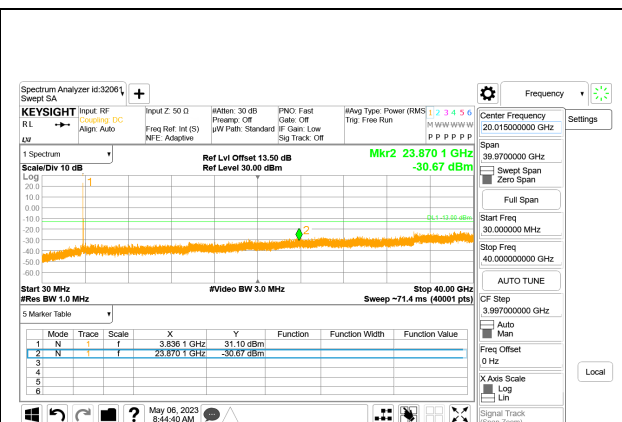 Spectrum Analyzer id:32061
Swept SA
Frequency
Settings
KEYSIGHT
RL
LXI
Input: RF
Coupling: DC
Align: Auto
Input Z: 50 Ω
Freq Ref: Int (S)
NFE: Adaptive
#Atten: 30 dB
Preamp: Off
µW Path: Standard
PNO: Fast
Gate: Off
IF Gain: Low
Sig Track: Off
#Avg Type: Power (RMS
Trig: Free Run
1 2 3 4 5 6
M W W W W W
P P P P P P
1 Spectrum
Scale/Div 10 dB
Ref Lvl Offset 13.50 dB
Ref Level 30.00 dBm
Mkr2 23.870 1 GHz
-30.67 dBm
Log
20.0
10.0
0.00
-10.0
-20.0
-30.0
-40.0
-50.0
-60.0
1
2
DL1 -13.00 dBm
Start 30 MHz
#Res BW 1.0 MHz
#Video BW 3.0 MHz
Stop 40.00 GHz
Sweep ~71.4 ms (40001 pts)
5 Marker Table
Mode Trace Scale X Y Function Function Width Function Value
1 N 1 f 3.836 1 GHz 31.10 dBm
2 N 1 f 23.870 1 GHz -30.67 dBm
3
4
5
6
May 06, 2023
8:44:40 AM
Center Frequency
20.015000000 GHz
Span
39.9700000 GHz
Swept Span
Zero Span
Full Span
Start Freq
30.000000 MHz
Stop Freq
40.000000000 GHz
AUTO TUNE
CF Step
3.997000000 GHz
Auto
Man
Freq Offset
0 Hz
X Axis Scale
Log
Lin
Signal Track
(Span Zoom)
Local